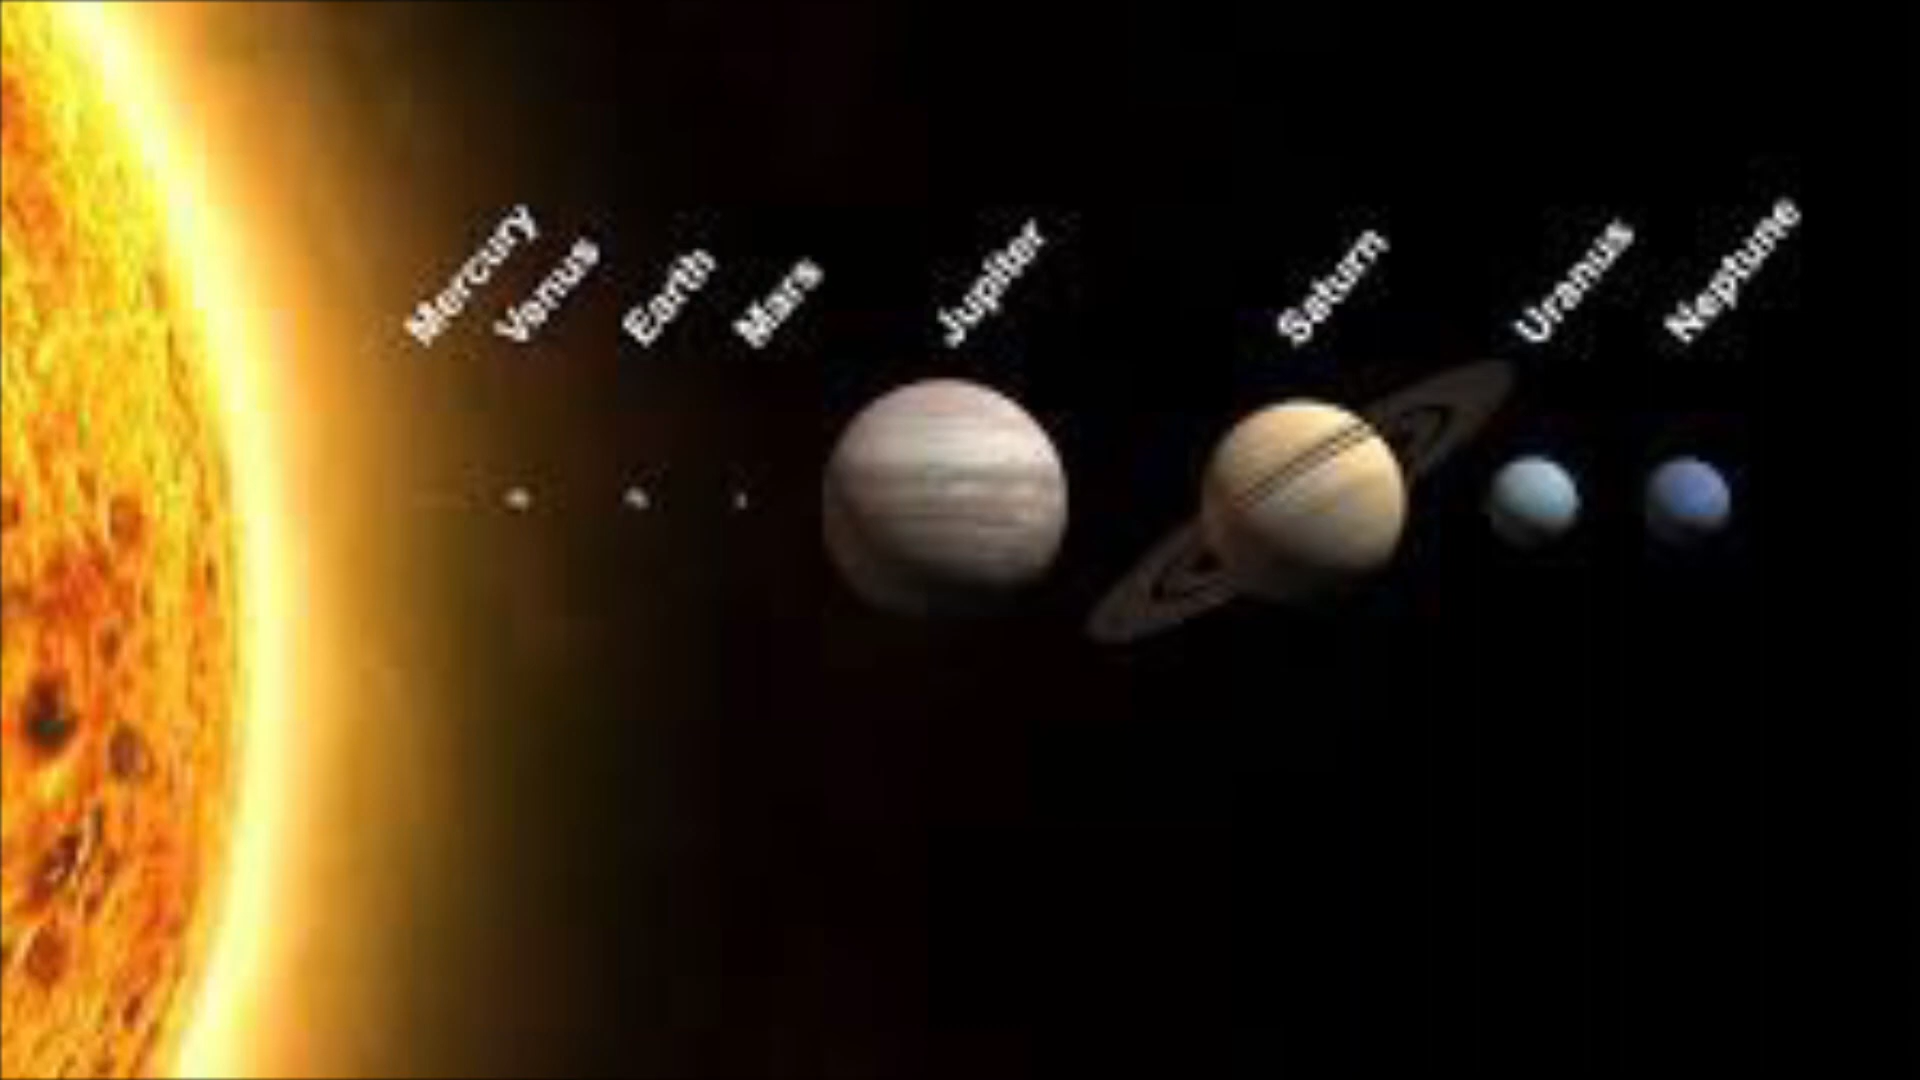 Mercury
Venus
Earth
Mars
Jupiter
Saturn
Uranus
Neptune